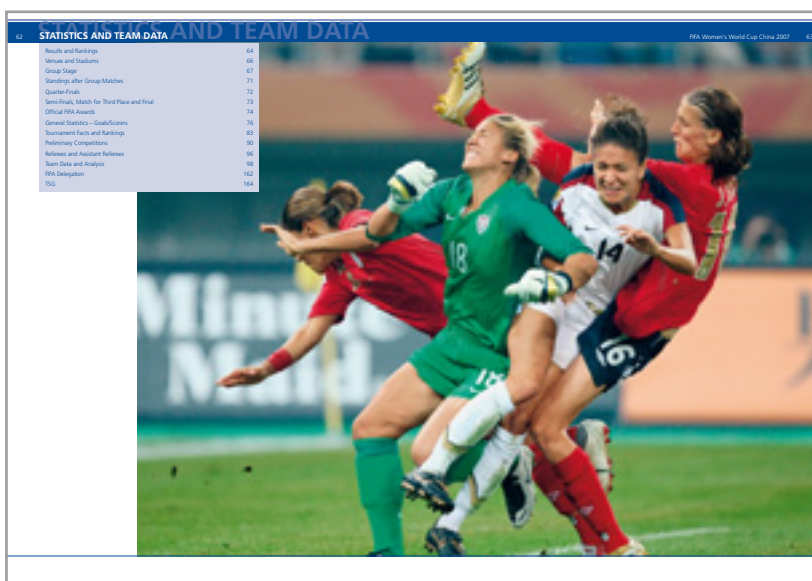 STATISTICS AND TEAM DATA
62
STATISTICS AND TEAM DATA
FIFA Women's World Cup China 2007
63
Results and Rankings 64
Venues and Stadiums 66
Group Stage 67
Standings after Group Matches 71
Quarter-Finals 72
Semi-Finals, Match for Third Place and Final 73
Official FIFA Awards 74
General Statistics – Goals/Scorers 76
Tournament Facts and Rankings 83
Preliminary Competitions 90
Referees and Assistant Referees 96
Team Data and Analysis 98
FIFA Delegation 162
TSG 164
18
14
Minute
Maid.
16
18